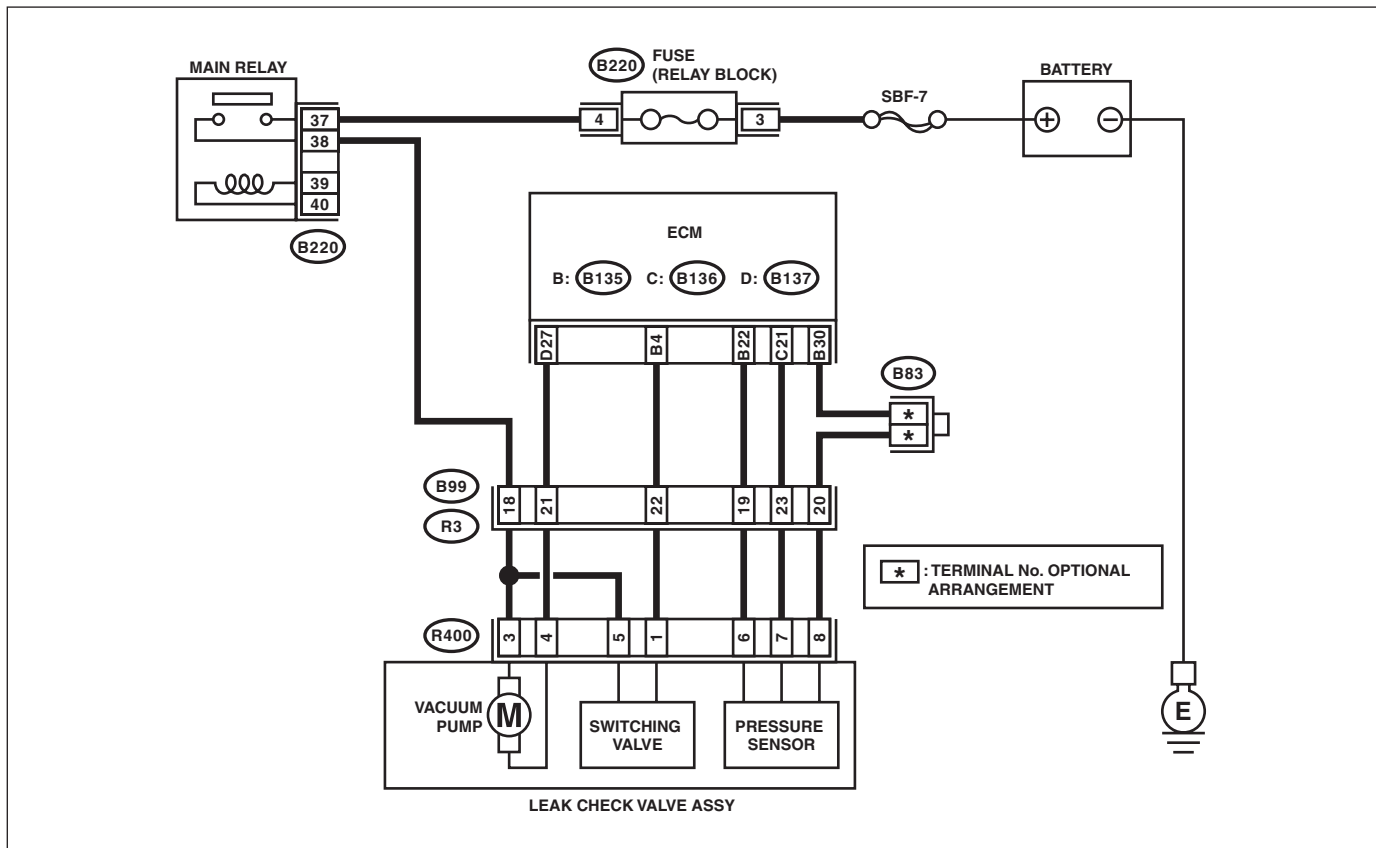 MAIN RELAY
37
38
39
40
B220
B220
FUSE
(RELAY BLOCK)
4
3
SBF-7
BATTERY
+
−
ECM
B: B135 C: B136 D: B137
D27
B4
B22
C21
B30
B83
*
*
B99
R3
18
21
22
19
23
20
* : TERMINAL No. OPTIONAL
ARRANGEMENT
R400
3
4
5
1
6
7
8
VACUUM
PUMP
M
SWITCHING
VALVE
PRESSURE
SENSOR
E
LEAK CHECK VALVE ASSY